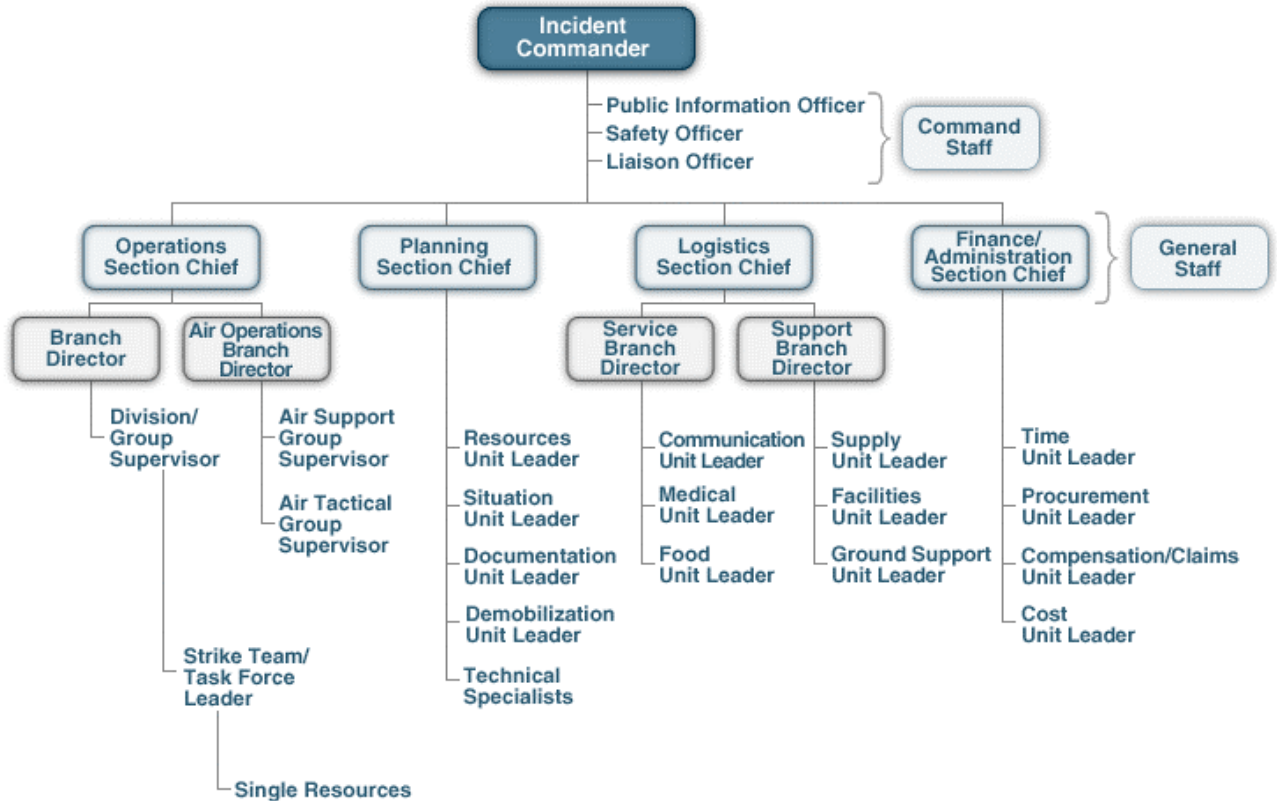 Incident
Commander
Public Information Officer
Safety Officer
Liaison Officer
Command
Staff
Operations
Section Chief
Planning
Section Chief
Logistics
Section Chief
Finance/
Administration
Section Chief
General
Staff
Branch
Director
Air Operations
Branch
Director
Service
Branch
Director
Support
Branch
Director
Division/
Group
Supervisor
Air Support
Group
Supervisor
Air Tactical
Group
Supervisor
Strike Team/
Task Force
Leader
Single Resources
Resources
Unit Leader
Situation
Unit Leader
Documentation
Unit Leader
Demobilization
Unit Leader
Technical
Specialists
Communication
Unit Leader
Medical
Unit Leader
Food
Unit Leader
Supply
Unit Leader
Facilities
Unit Leader
Ground Support
Unit Leader
Time
Unit Leader
Procurement
Unit Leader
Compensation/Claims
Unit Leader
Cost
Unit Leader